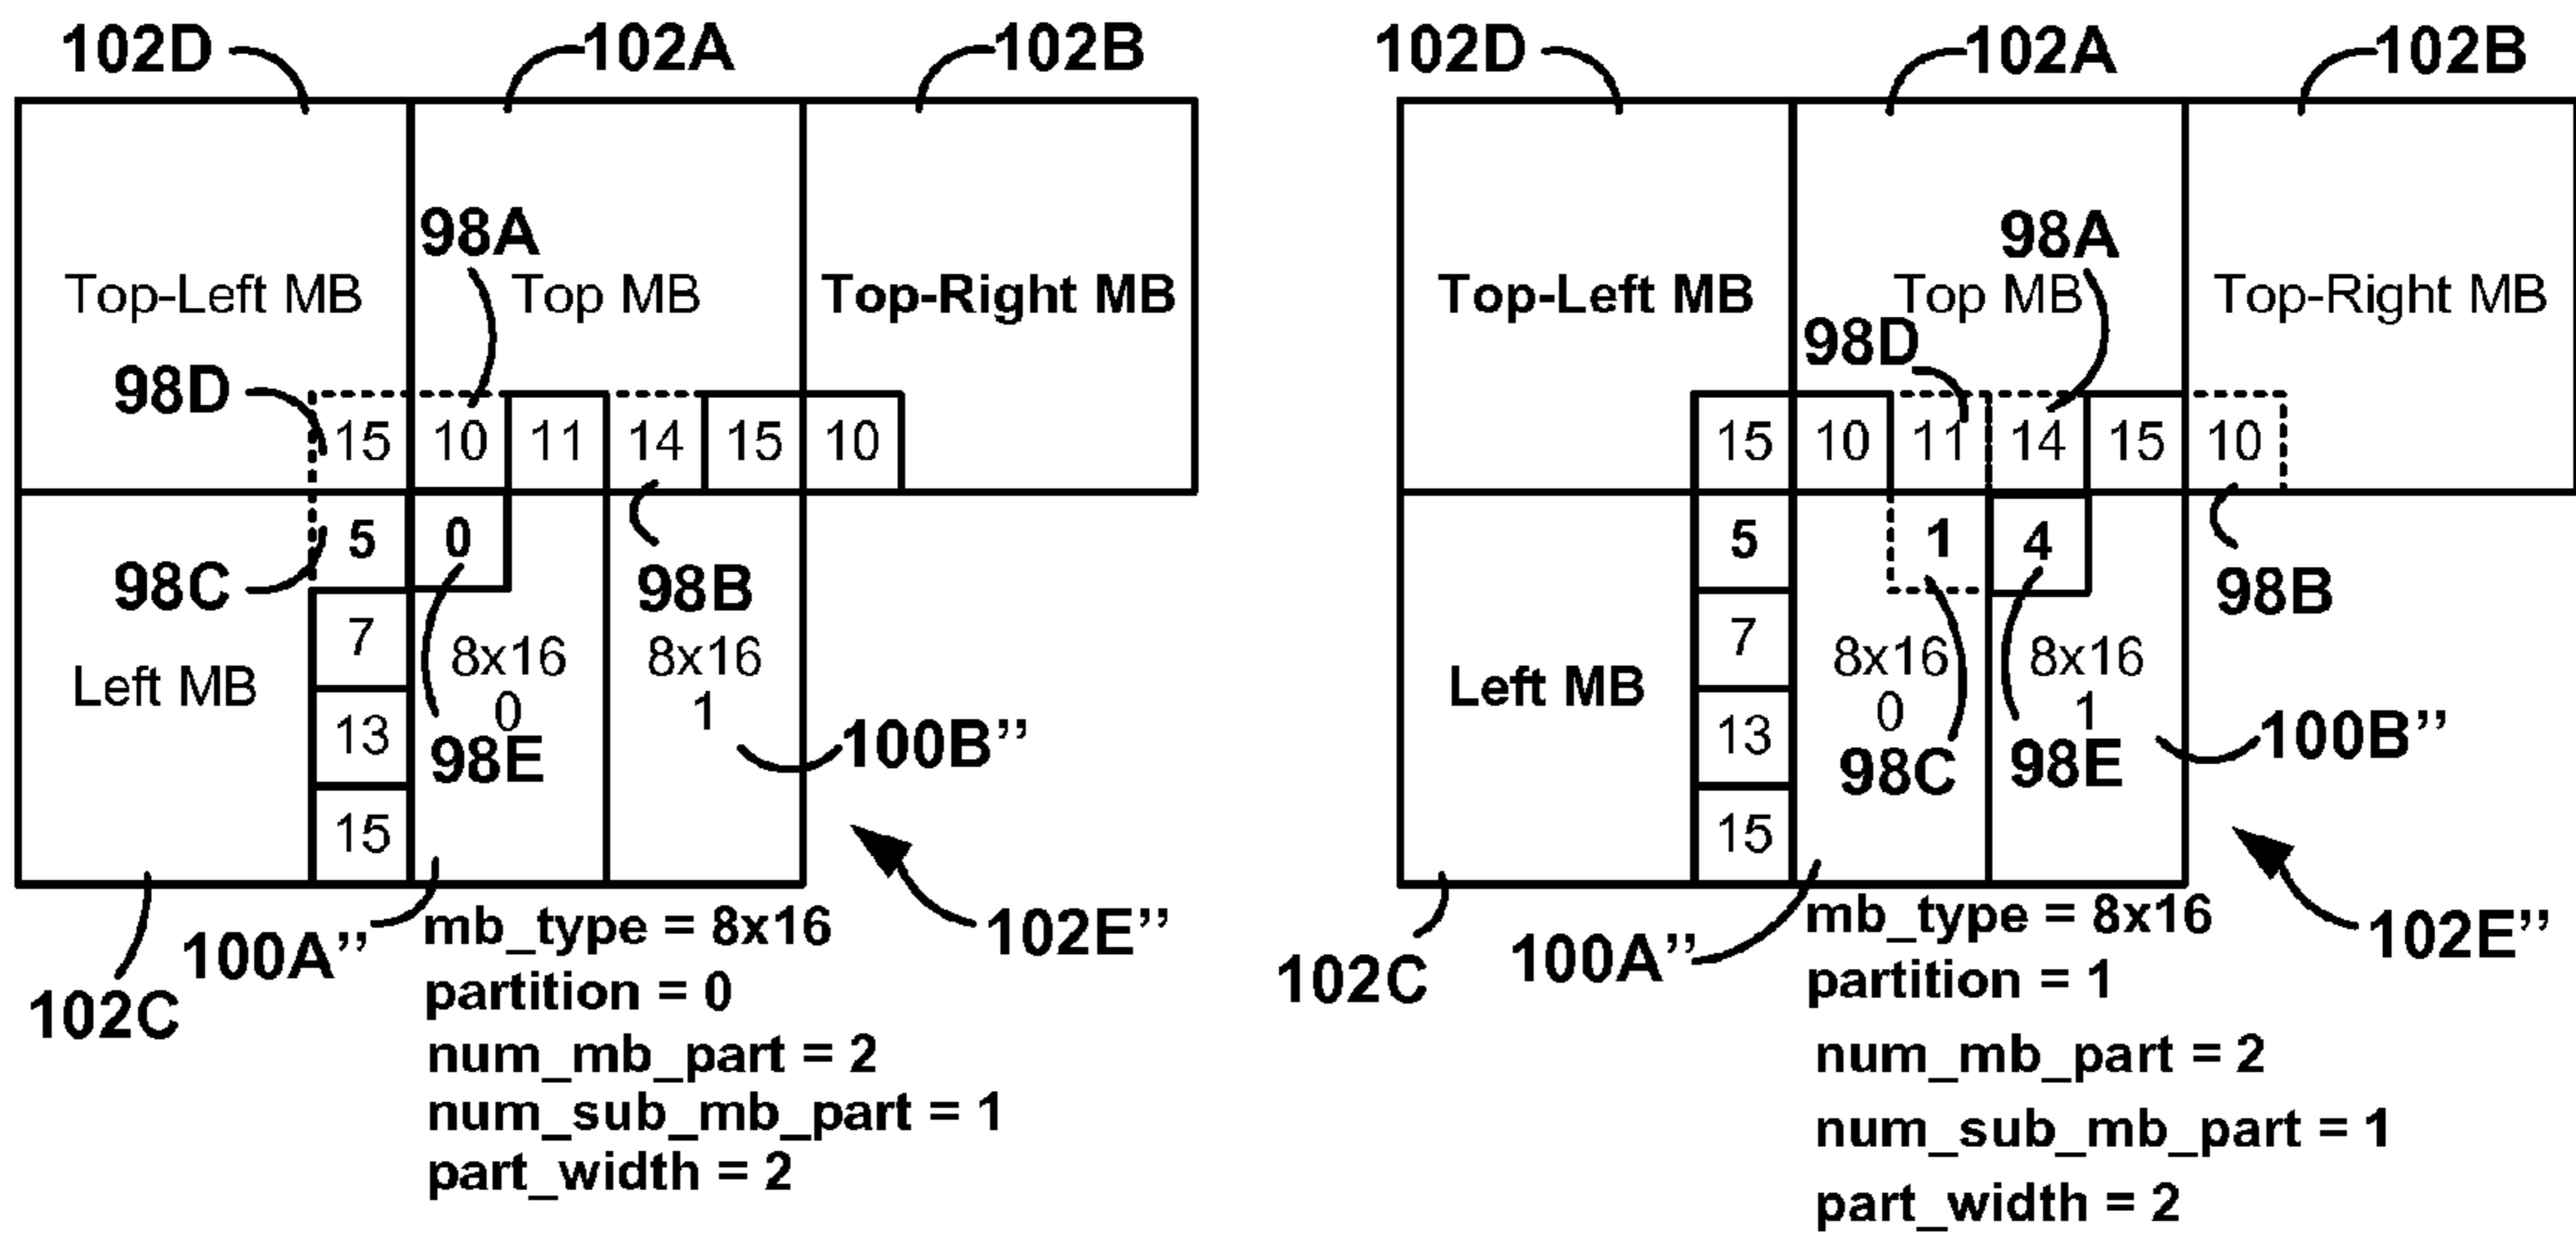 102D 102A 102B
98A
Top-Left MB Top MB Top-Right MB
98D
15 10 11 14 15 10
5 0
98C 98B
7
8x16 8x16
Left MB 0 1
13
98E 100B”
15
100A” mb_type = 8x16 102E”
102C partition = 0
num_mb_part = 2
num_sub_mb_part = 1
part_width = 2
102D 102A 102B
98A
Top-Left MB Top MB Top-Right MB
98D
15 10 11 14 15 10
5 1 4
98B
7
8x16 8x16
Left MB 0 1
13 100B”
98C 98E
15
mb_type = 8x16 102E”
102C 100A” partition = 1
num_mb_part = 2
num_sub_mb_part = 1
part_width = 2